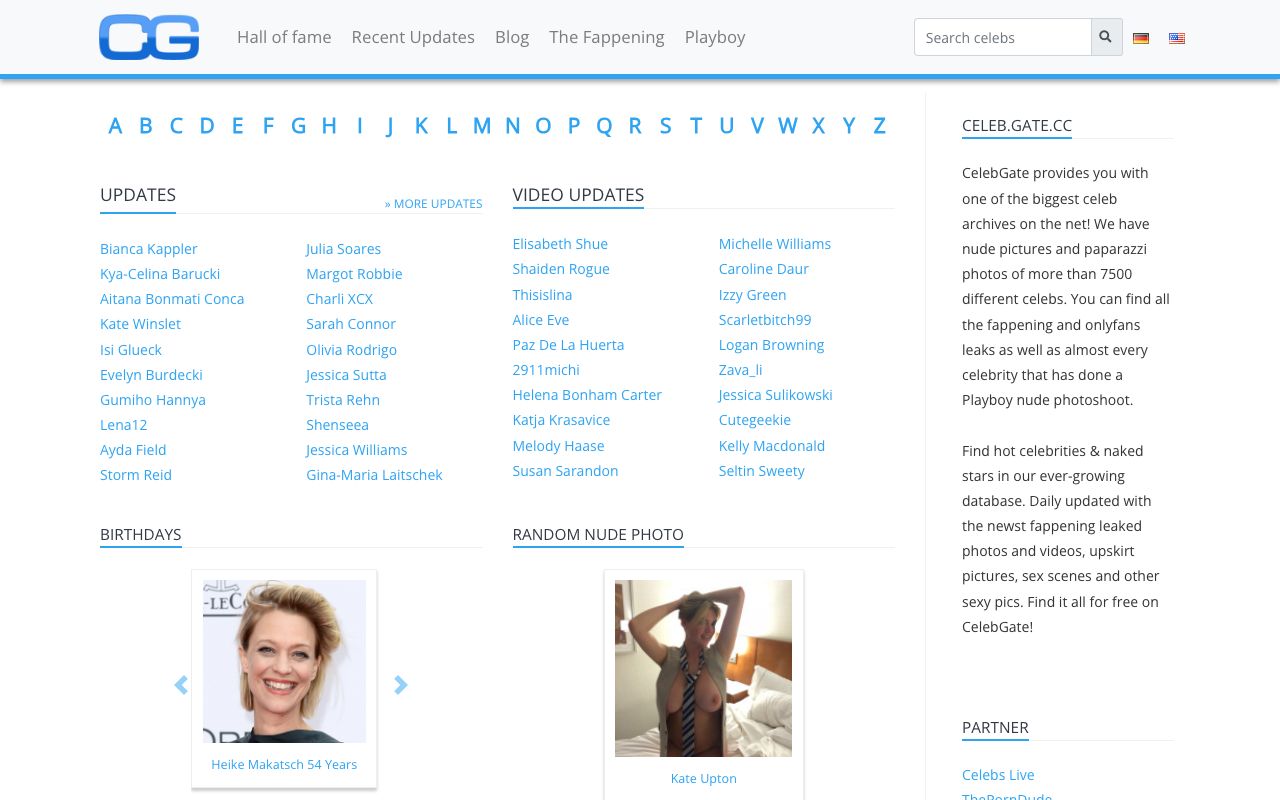 CG
Hall of fame
Recent Updates
Blog
The Fappening
Playboy
Search celebs
A B C D E F G H I J K L M N O P Q R S T U V W X Y Z
UPDATES
» MORE UPDATES
Bianca Kappler
Kya-Celina Barucki
Aitana Bonmati Conca
Kate Winslet
Isi Glueck
Evelyn Burdecki
Gumiho Hannya
Lena12
Ayda Field
Storm Reid
Julia Soares
Margot Robbie
Charli XCX
Sarah Connor
Olivia Rodrigo
Jessica Sutta
Trista Rehn
Shenseea
Jessica Williams
Gina-Maria Laitschek
VIDEO UPDATES
Elisabeth Shue
Shaiden Rogue
Thisislina
Alice Eve
Paz De La Huerta
2911michi
Helena Bonham Carter
Katja Krasavice
Melody Haase
Susan Sarandon
Michelle Williams
Caroline Daur
Izzy Green
Scarletbitch99
Logan Browning
Zava_li
Jessica Sulikowski
Cutegeekie
Kelly Macdonald
Seltin Sweety
BIRTHDAYS
Heike Makatsch 54 Years
RANDOM NUDE PHOTO
Kate Upton
CELEB.GATE.CC
CelebGate provides you with
one of the biggest celeb
archives on the net! We have
nude pictures and paparazzi
photos of more than 7500
different celebs. You can find all
the fappening and onlyfans
leaks as well as almost every
celebrity that has done a
Playboy nude photoshoot.
Find hot celebrities & naked
stars in our ever-growing
database. Daily updated with
the newst fappening leaked
photos and videos, upskirt
pictures, sex scenes and other
sexy pics. Find it all for free on
CelebGate!
PARTNER
Celebs Live
ThePornDude